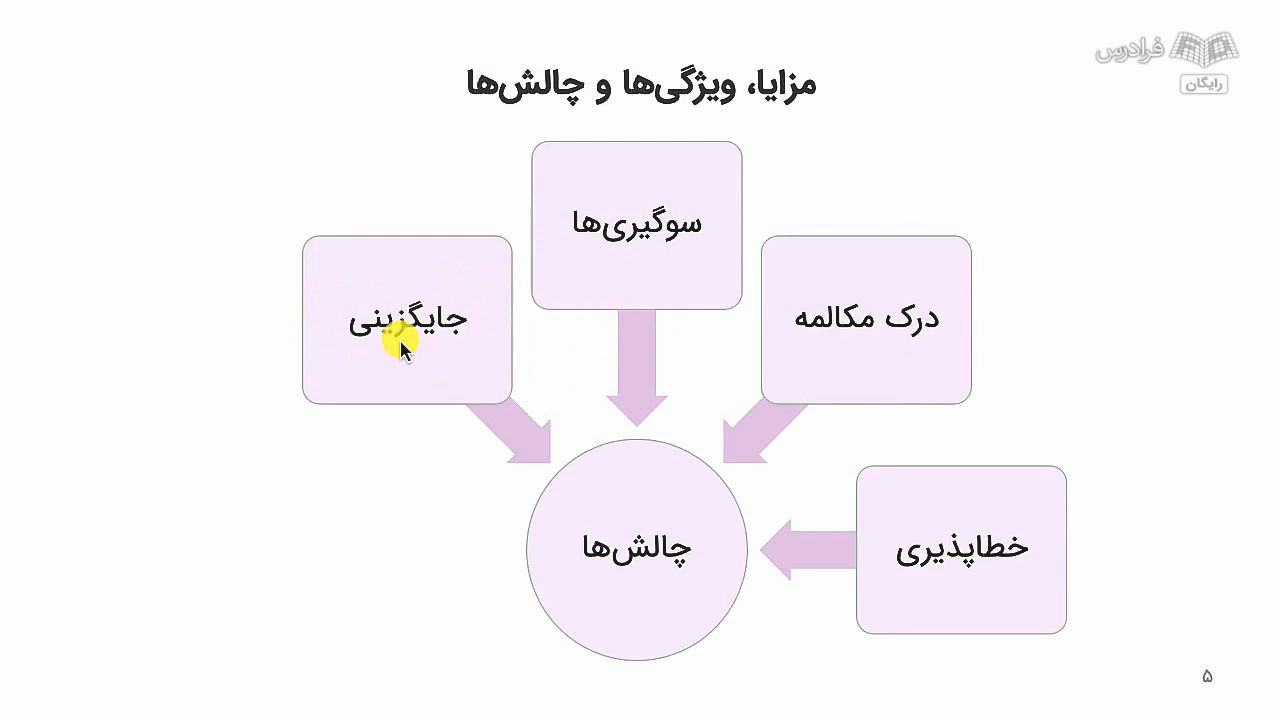 فرادرس
رایگان
مزایا، ویژگی‌ها و چالش‌ها
سوگیری‌ها
درک مکالمه
جایگزینی
خطاپذیری
چالش‌ها
۵